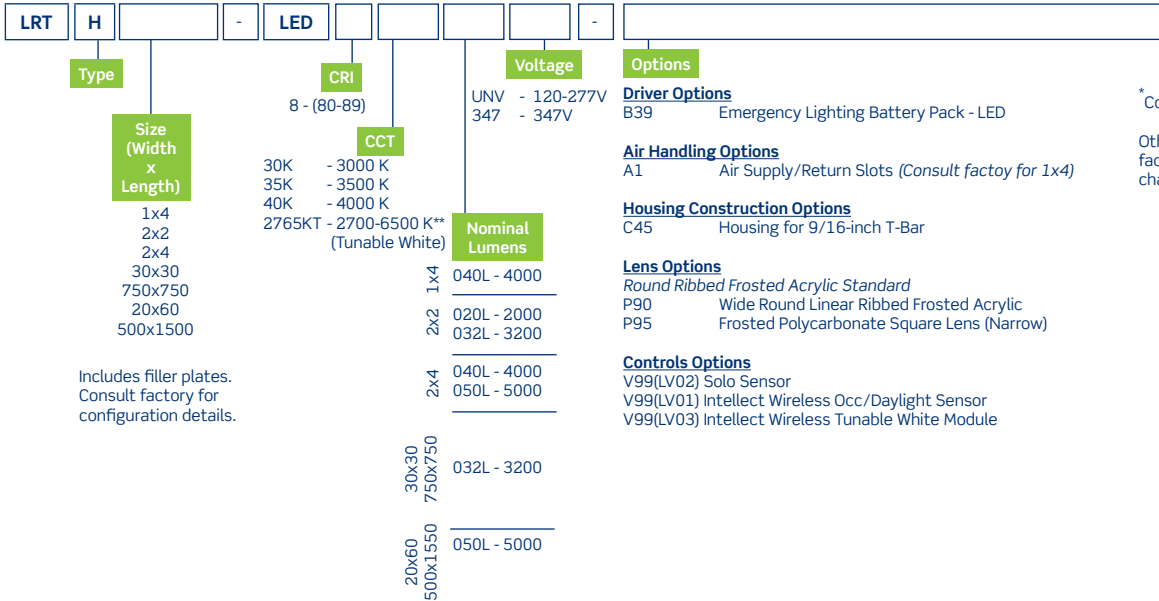 LRT H - LED -
Type
Size
(Width
x
Length)
1x4
2x2
2x4
30x30
750x750
20x60
500x1500
Includes filler plates.
Consult factory for
configuration details.
CRI
8 - (80-89)
CCT
30K - 3000 K
35K - 3500 K
40K - 4000 K
2765KT - 2700-6500 K**
(Tunable White)
Nominal
Lumens
1x4 040L - 4000
2x2 020L - 2000
032L - 3200
2x4 040L - 4000
050L - 5000
30x30
750x750
032L - 3200
20x60
500x1550
050L - 5000
Voltage
UNV - 120-277V
347 - 347V
Options
Driver Options
B39 Emergency Lighting Battery Pack - LED
Air Handling Options
A1 Air Supply/Return Slots (Consult factoy for 1x4)
Housing Construction Options
C45 Housing for 9/16-inch T-Bar
Lens Options
Round Ribbed Frosted Acrylic Standard
P90 Wide Round Linear Ribbed Frosted Acrylic
P95 Frosted Polycarbonate Square Lens (Narrow)
Controls Options
V99(LV02) Solo Sensor
V99(LV01) Intellect Wireless Occ/Daylight Sensor
V99(LV03) Intellect Wireless Tunable White Module